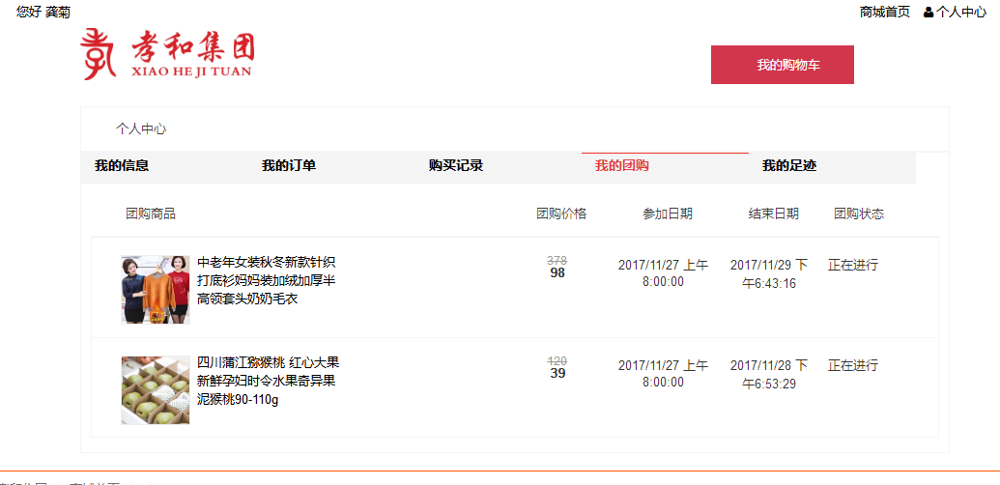 您好 龚菊
商城首页 个人中心
孝和集团
XIAO HE JI TUAN
我的购物车
个人中心
我的信息 我的订单 购买记录 我的团购 我的足迹
团购商品 团购价格 参加日期 结束日期 团购状态
中老年女装秋冬新款针织
打底衫妈妈装加绒加厚半
高领套头奶奶毛衣
378
98
2017/11/27 上午
8:00:00
2017/11/29 下
午6:43:16
正在进行
四川蒲江猕猴桃 红心大果
新鲜孕妇时令水果奇异果
泥猴桃90-110g
120
39
2017/11/27 上午
8:00:00
2017/11/28 下
午6:53:29
正在进行